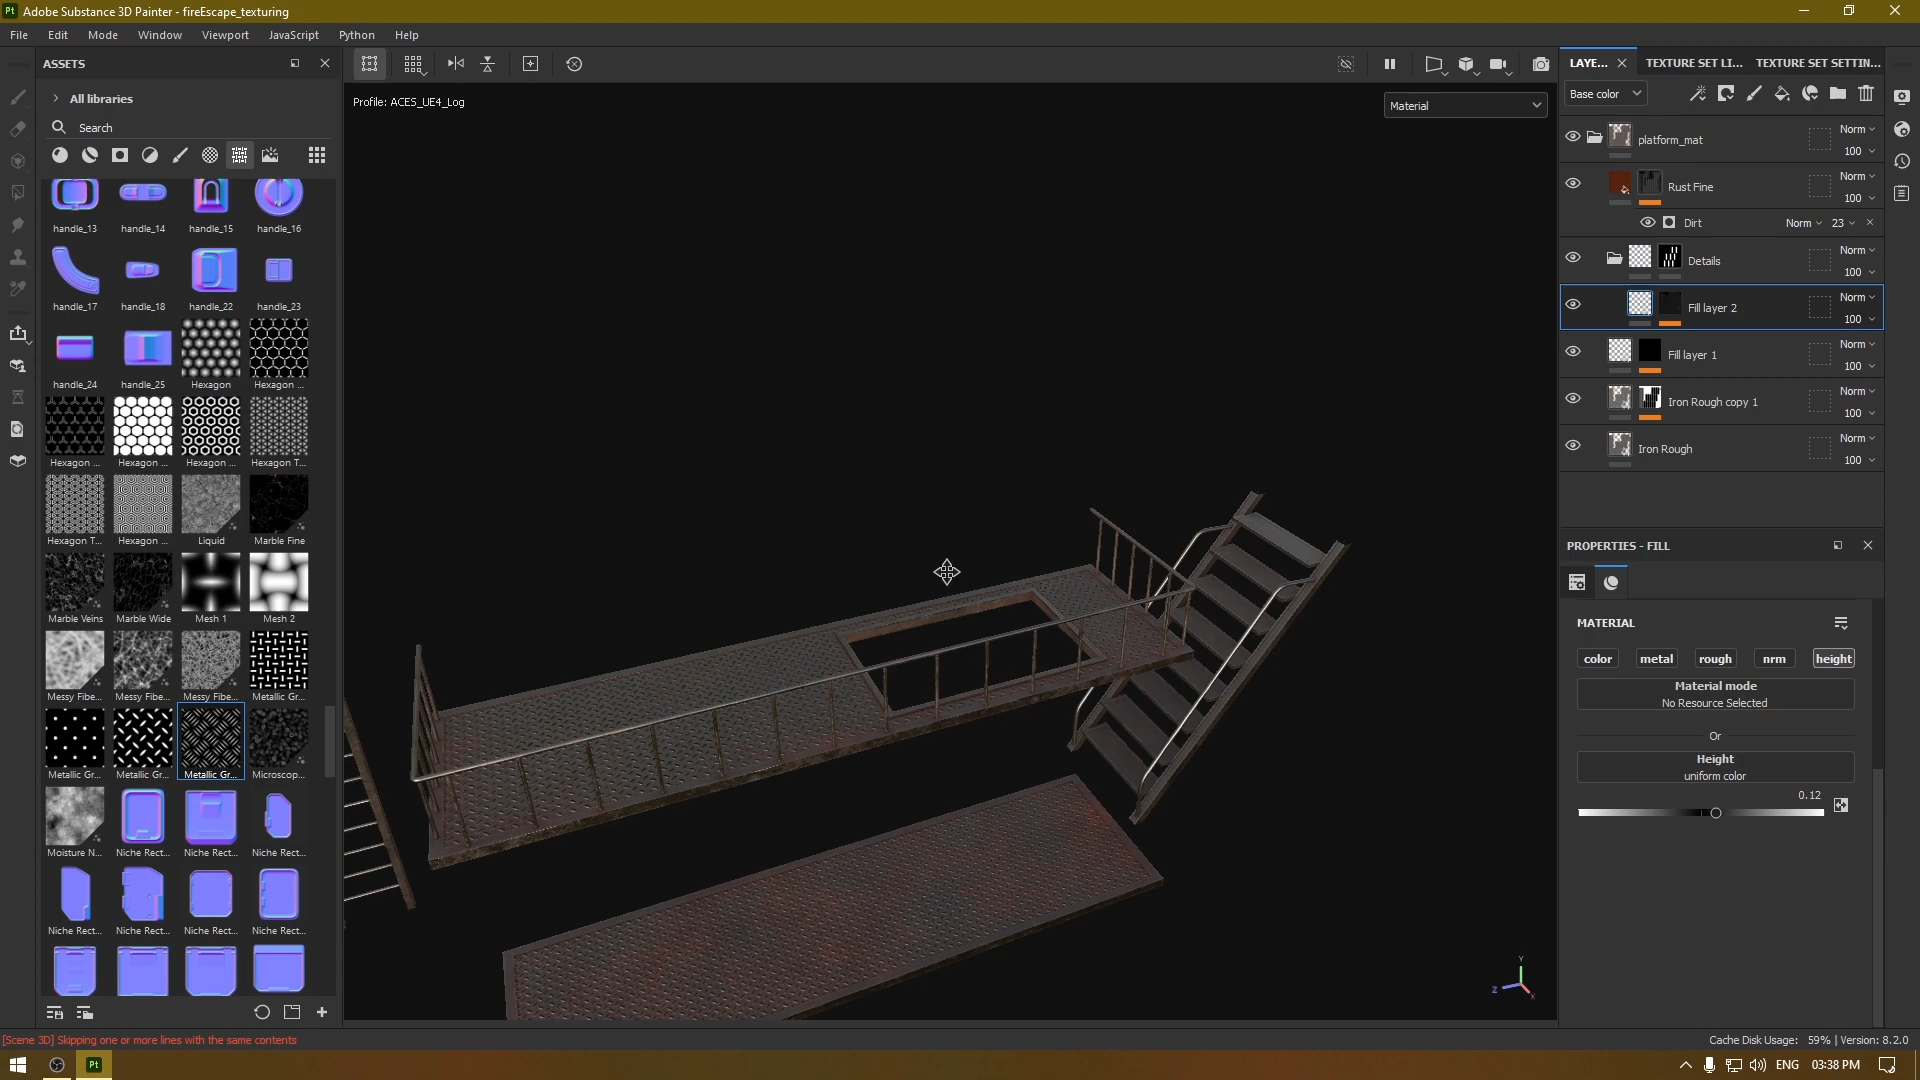 Pt Adobe Substance 3D Painter - fireEscape_texturing
File Edit Mode Window Viewport JavaScript Python Help
ASSETS
All libraries
Search
handle_13 handle_14 handle_15 handle_16
handle_17 handle_18 handle_22 handle_23
handle_24 handle_25 Hexagon Hexagon ...
Hexagon ... Hexagon ... Hexagon ... Hexagon T...
Hexagon T... Hexagon ... Liquid Marble Fine
Marble Veins Marble Wide Mesh 1 Mesh 2
Messy Fibe... Messy Fibe... Messy Fibe... Metallic Gr...
Metallic Gr... Metallic Gr... Metallic Gr... Microscop...
Moisture N... Niche Rect... Niche Rect... Niche Rect...
Niche Rect... Niche Rect... Niche Rect... Niche Rect...
Profile: ACES_UE4_Log
Material
Y
Z
X
LAYE... TEXTURE SET LI... TEXTURE SET SETTIN...
Base color
platform_mat Norm
100
Rust Fine Norm
100
Dirt Norm 23
Details Norm
100
Fill layer 2 Norm
100
Fill layer 1 Norm
100
Iron Rough copy 1 Norm
100
Iron Rough Norm
100
PROPERTIES - FILL
MATERIAL
color metal rough nrm height
Material mode
No Resource Selected
Or
Height
uniform color
0.12
[Scene 3D] Skipping one or more lines with the same contents
Cache Disk Usage: 59% | Version: 8.2.0
Pt
ENG 03:38 PM